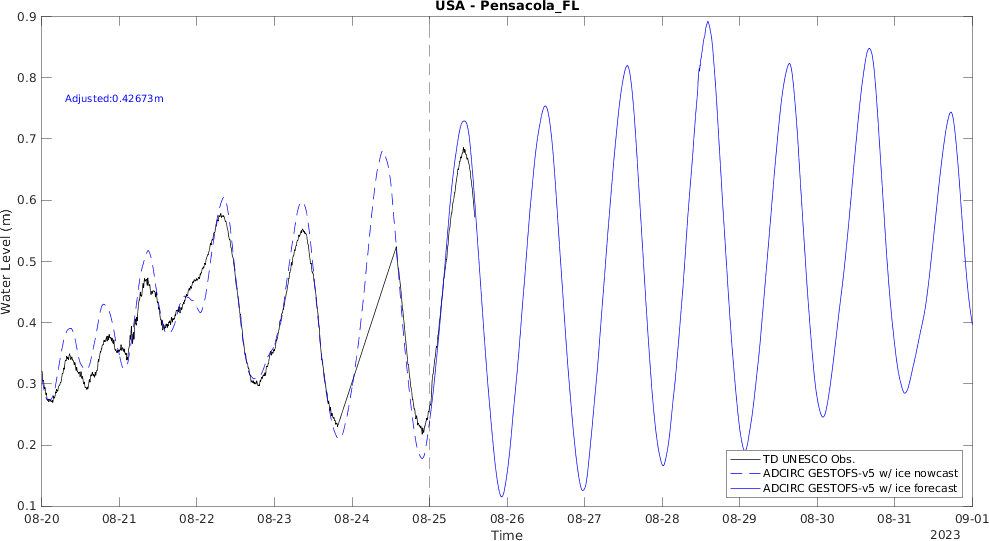 USA - Pensacola_FL
0.9
0.8
0.7
0.6
0.5
0.4
0.3
0.2
0.1
Water Level (m)
Adjusted:0.42673m
TD UNESCO Obs.
ADCIRC GESTOFS-v5 w/ ice nowcast
ADCIRC GESTOFS-v5 w/ ice forecast
08-20 08-21 08-22 08-23 08-24 08-25 08-26 08-27 08-28 08-29 08-30 08-31 09-01
Time
2023